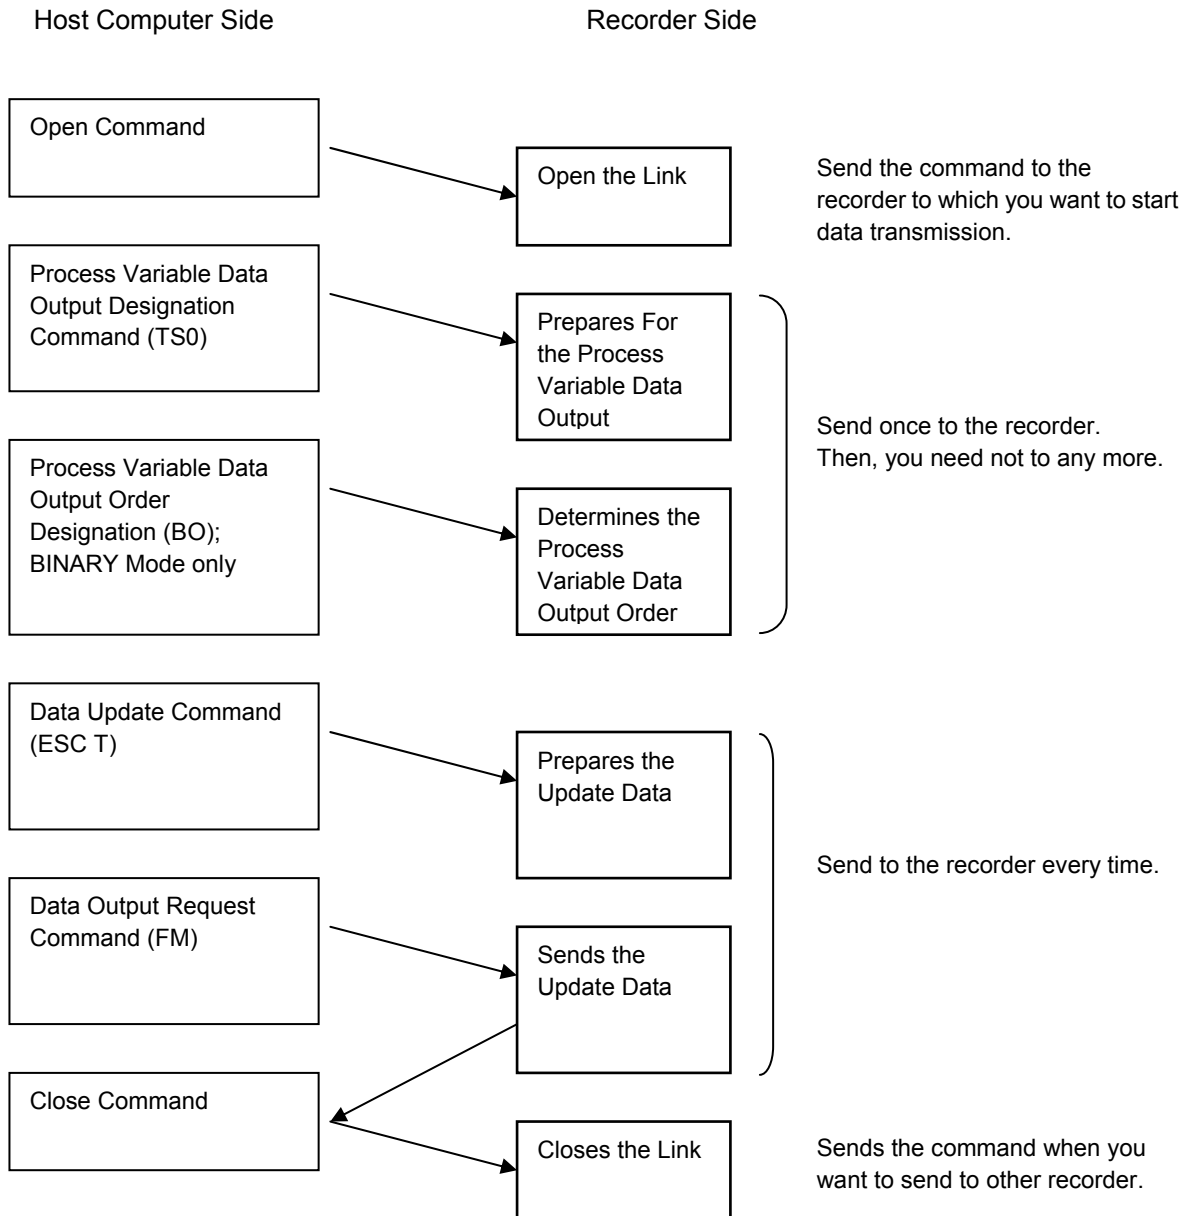 Host Computer Side
Recorder Side
Open Command
Open the Link
Send the command to the
recorder to which you want to start
data transmission.
Process Variable Data
Output Designation
Command (TS0)
Prepares For
the Process
Variable Data
Output
Send once to the recorder.
Then, you need not to any more.
Process Variable Data
Output Order
Designation (BO);
BINARY Mode only
Determines the
Process
Variable Data
Output Order
Data Update Command
(ESC T)
Prepares the
Update Data
Send to the recorder every time.
Data Output Request
Command (FM)
Sends the
Update Data
Close Command
Closes the Link
Sends the command when you
want to send to other recorder.